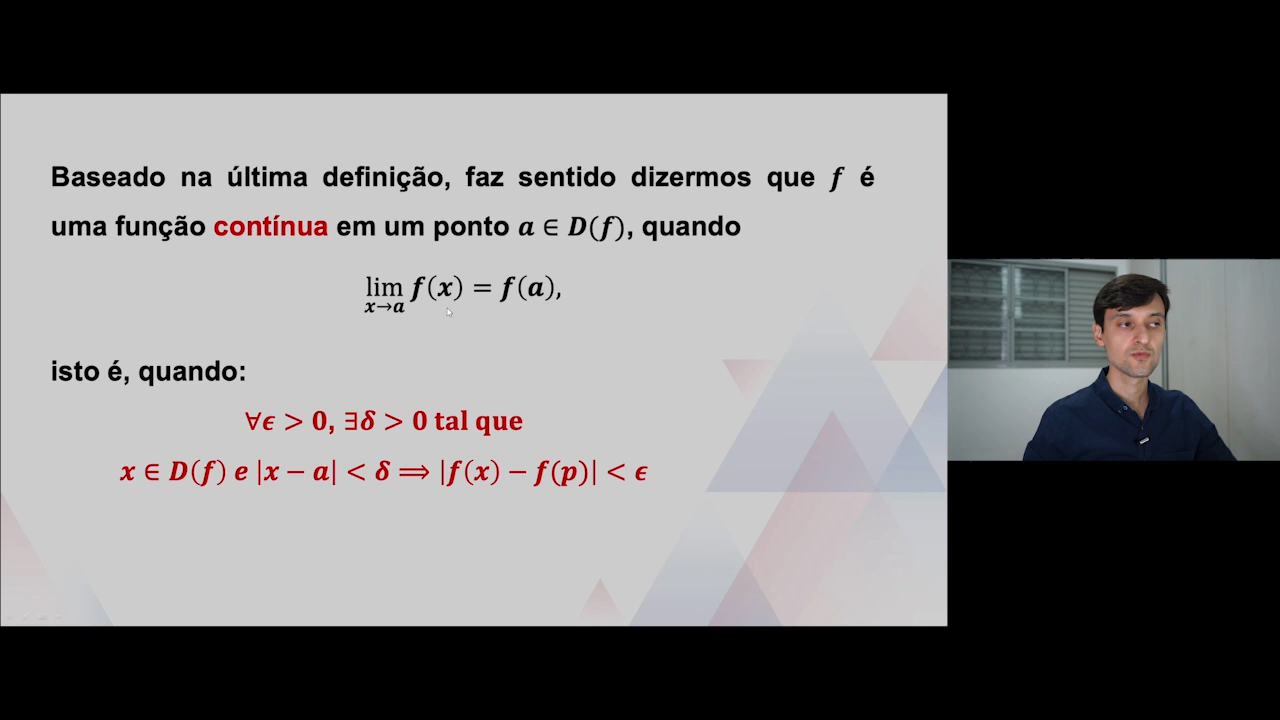 Baseado na última definição, faz sentido dizermos que f é
uma função contínua em um ponto a ∈ D(f), quando
lim f(x) = f(a),
x→a
isto é, quando:
∀ϵ > 0, ∃δ > 0 tal que
x ∈ D(f) e |x − a| < δ ⟹ |f(x) − f(p)| < ϵ